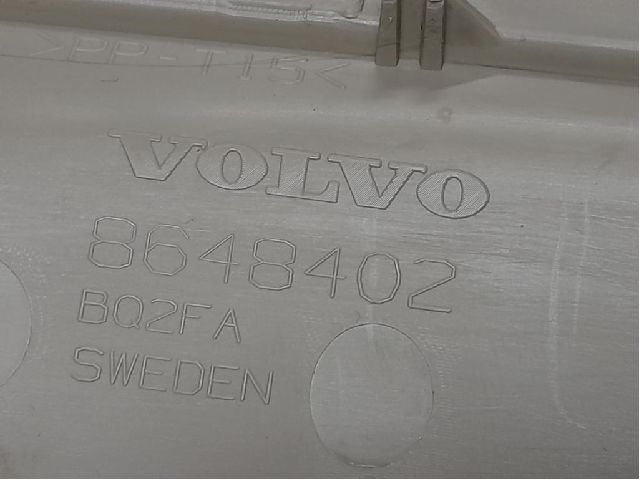 >PP-T15<
VOLVO
8648402
BQ2FA
SWEDEN